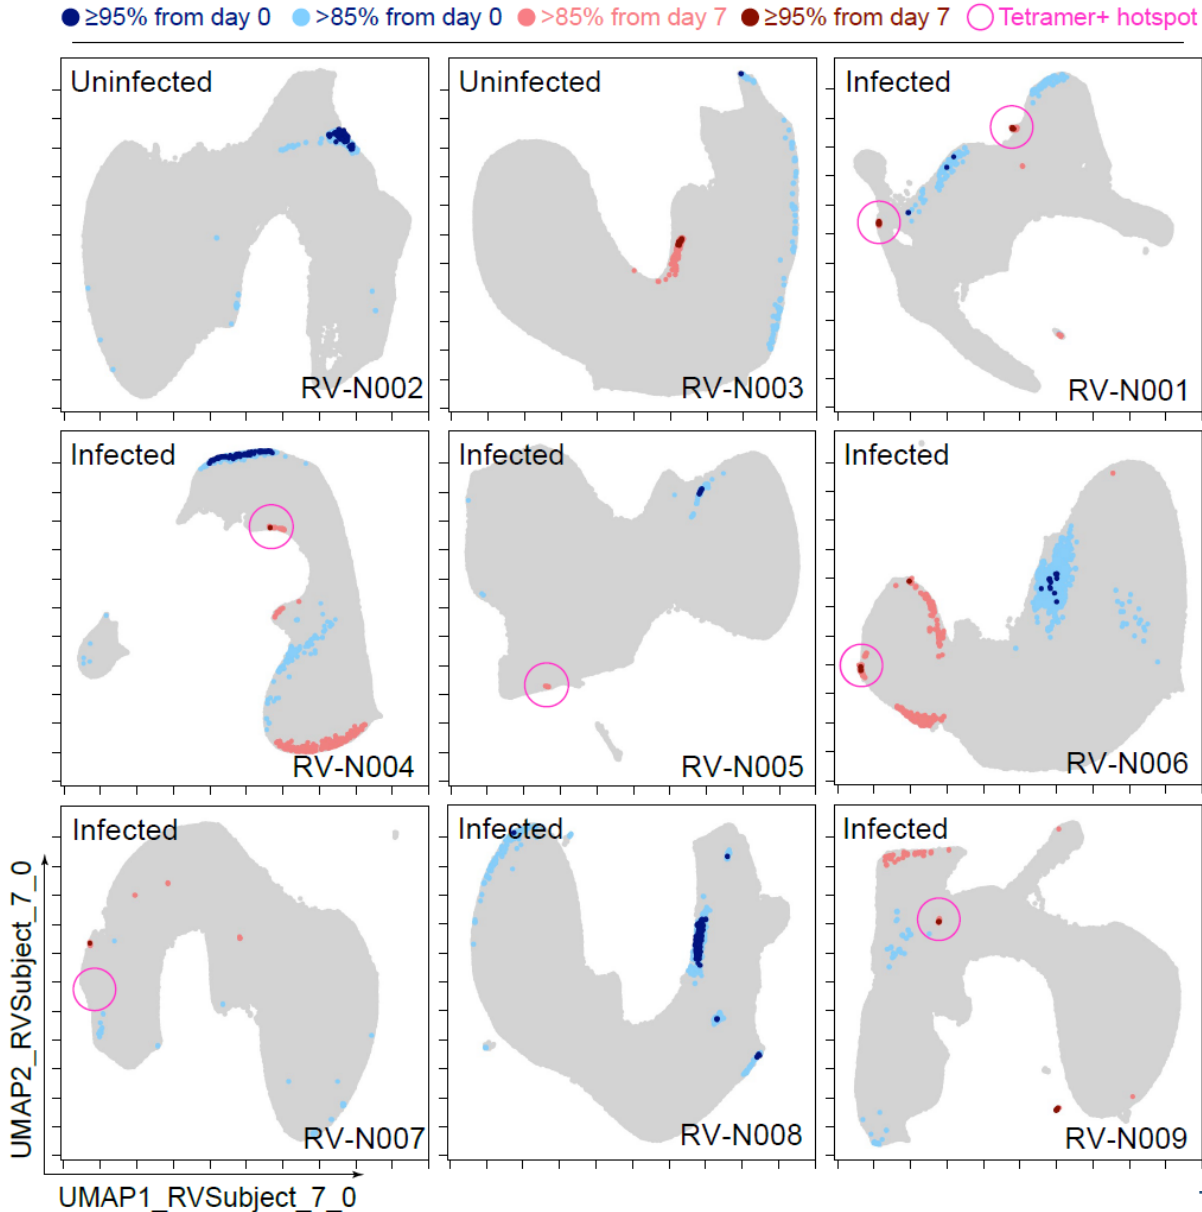 ≥95% from day 0 >85% from day 0 >85% from day 7 ≥95% from day 7 Tetramer+ hotspot
Uninfected
RV-N002
Uninfected
RV-N003
Infected
RV-N001
Infected
RV-N004
Infected
RV-N005
Infected
RV-N006
Infected
RV-N007
Infected
RV-N008
Infected
RV-N009
UMAP2_RVSubject_7_0
UMAP1_RVSubject_7_0